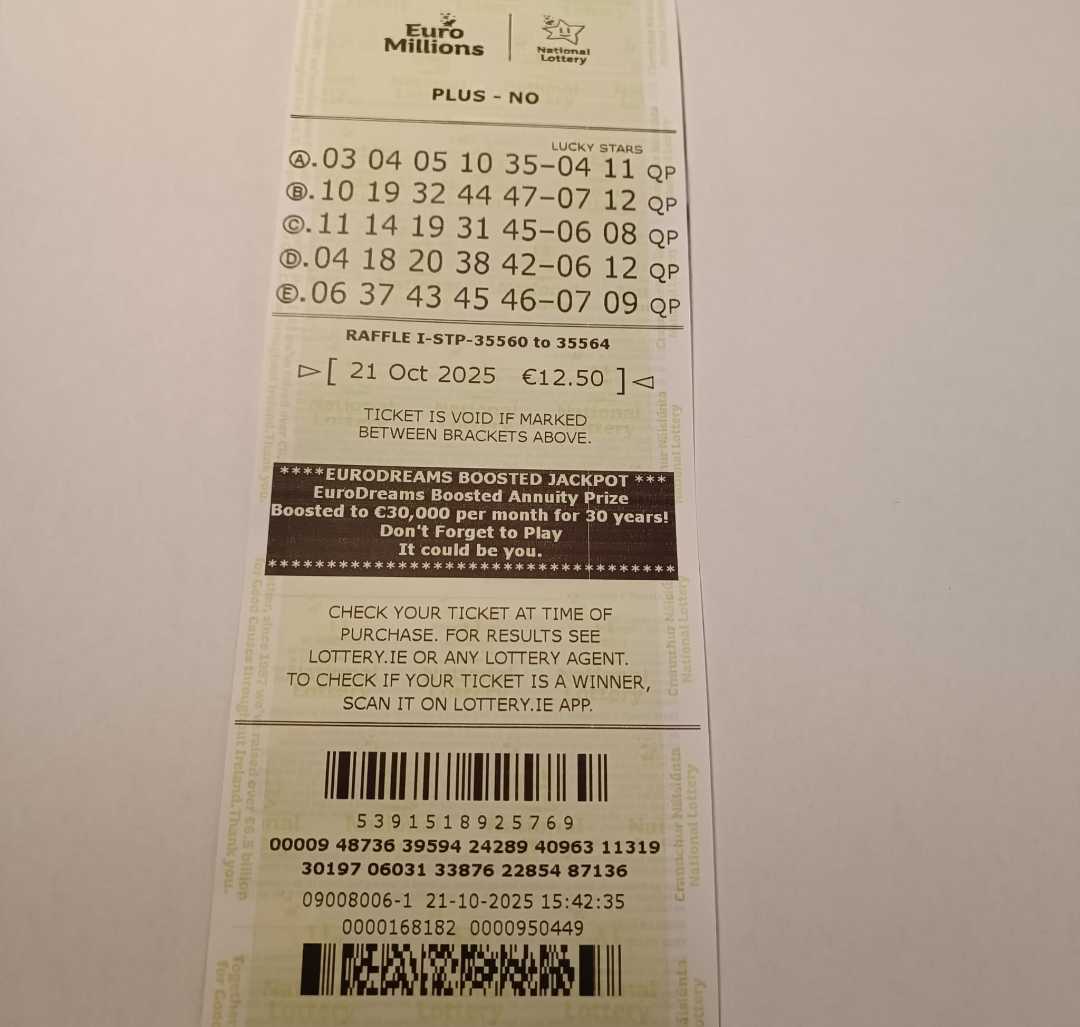 Euro
Millions
National
Lottery
PLUS - NO
LUCKY STARS
Ⓐ.03 04 05 10 35-04 11 QP
Ⓑ.10 19 32 44 47-07 12 QP
Ⓒ.11 14 19 31 45-06 08 QP
Ⓓ.04 18 20 38 42-06 12 QP
Ⓔ.06 37 43 45 46-07 09 QP
RAFFLE I-STP-35560 to 35564
▷[ 21 Oct 2025 €12.50 ]◁
TICKET IS VOID IF MARKED
BETWEEN BRACKETS ABOVE.
****EURODREAMS BOOSTED JACKPOT ***
EuroDreams Boosted Annuity Prize
Boosted to €30,000 per month for 30 years!
Don't Forget to Play
It could be you.
***********************************
CHECK YOUR TICKET AT TIME OF
PURCHASE. FOR RESULTS SEE
LOTTERY.IE OR ANY LOTTERY AGENT.
TO CHECK IF YOUR TICKET IS A WINNER,
SCAN IT ON LOTTERY.IE APP.
5391518925769
00009 48736 39594 24289 40963 11319
30197 06031 33876 22854 87136
09008006-1 21-10-2025 15:42:35
0000168182 0000950449
Crannchur Náisiúnta
National Lottery